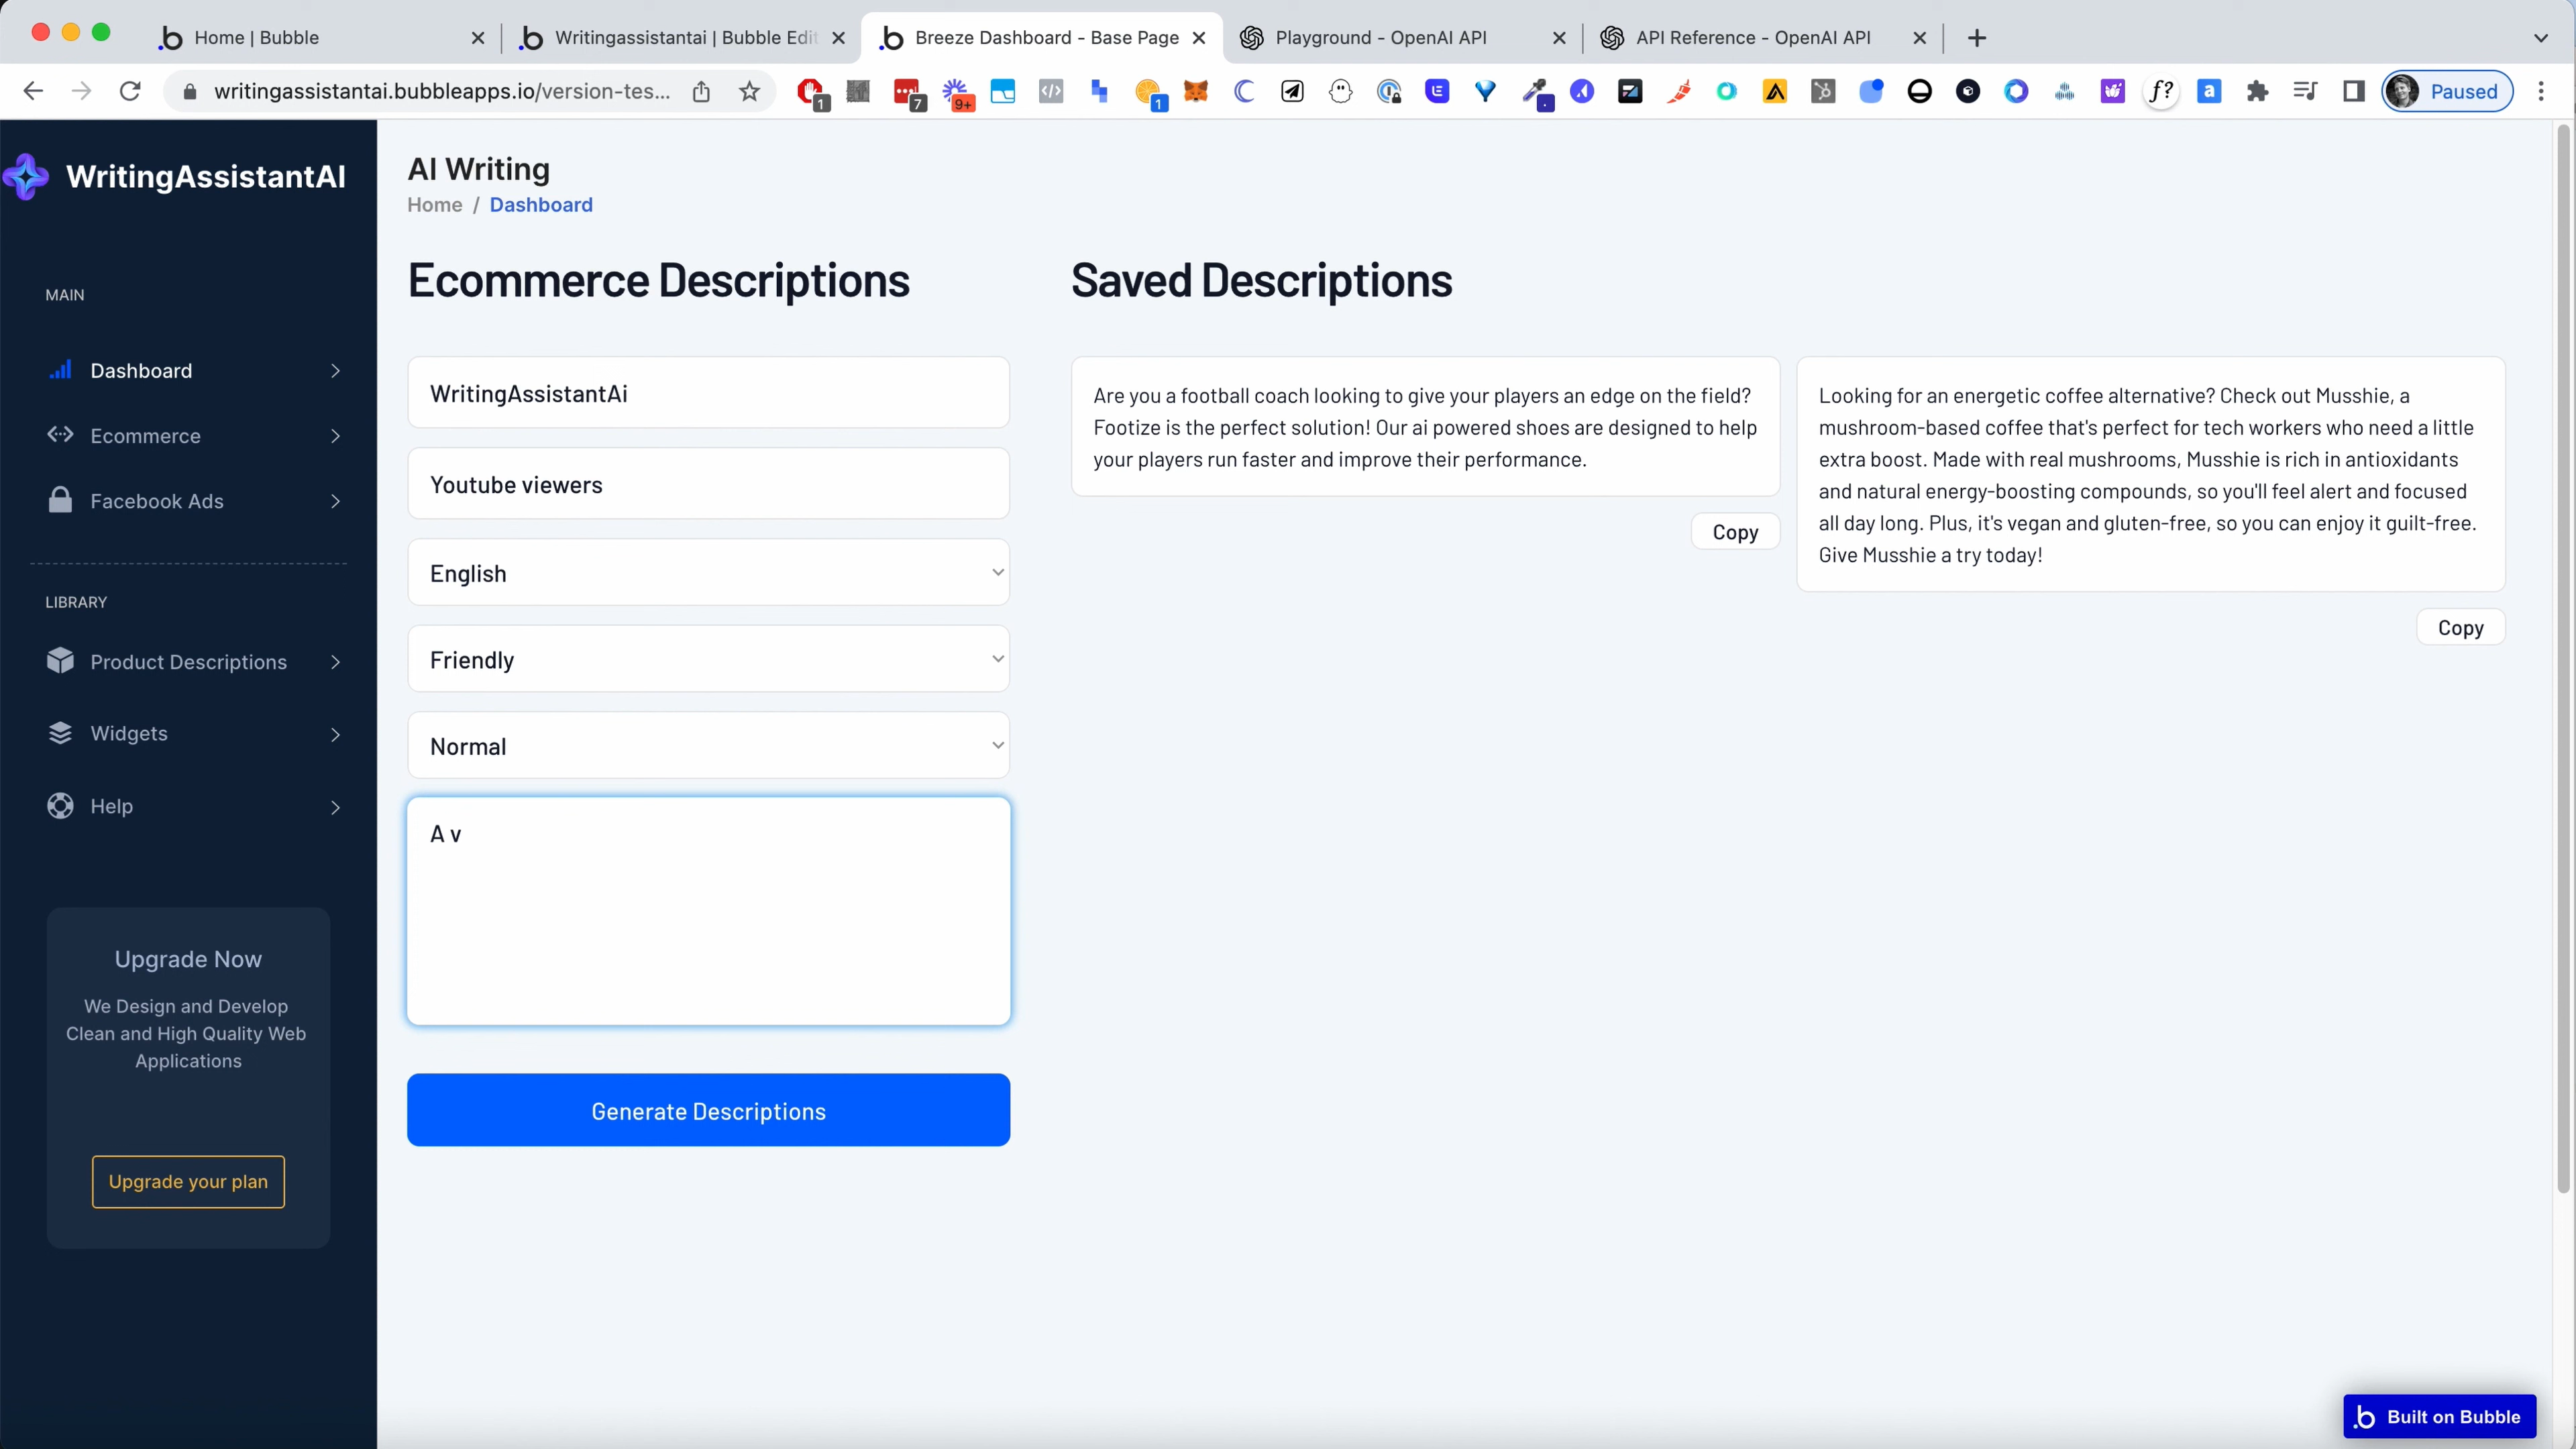 Home | Bubble
Writingassistantai | Bubble Edit
Breeze Dashboard - Base Page
Playground - OpenAI API
API Reference - OpenAI API
writingassistantai.bubbleapps.io/version-tes...
1
7
9+
1
f?
a
Paused
WritingAssistantAI
MAIN
Dashboard
Ecommerce
Facebook Ads
LIBRARY
Product Descriptions
Widgets
Help
Upgrade Now
We Design and Develop
Clean and High Quality Web
Applications
Upgrade your plan
AI Writing
Home / Dashboard
Ecommerce Descriptions
WritingAssistantAi
Youtube viewers
English
Friendly
Normal
A v
Generate Descriptions
Saved Descriptions
Are you a football coach looking to give your players an edge on the field?
Footize is the perfect solution! Our ai powered shoes are designed to help
your players run faster and improve their performance.
Copy
Looking for an energetic coffee alternative? Check out Musshie, a
mushroom-based coffee that's perfect for tech workers who need a little
extra boost. Made with real mushrooms, Musshie is rich in antioxidants
and natural energy-boosting compounds, so you'll feel alert and focused
all day long. Plus, it's vegan and gluten-free, so you can enjoy it guilt-free.
Give Musshie a try today!
Copy
Built on Bubble